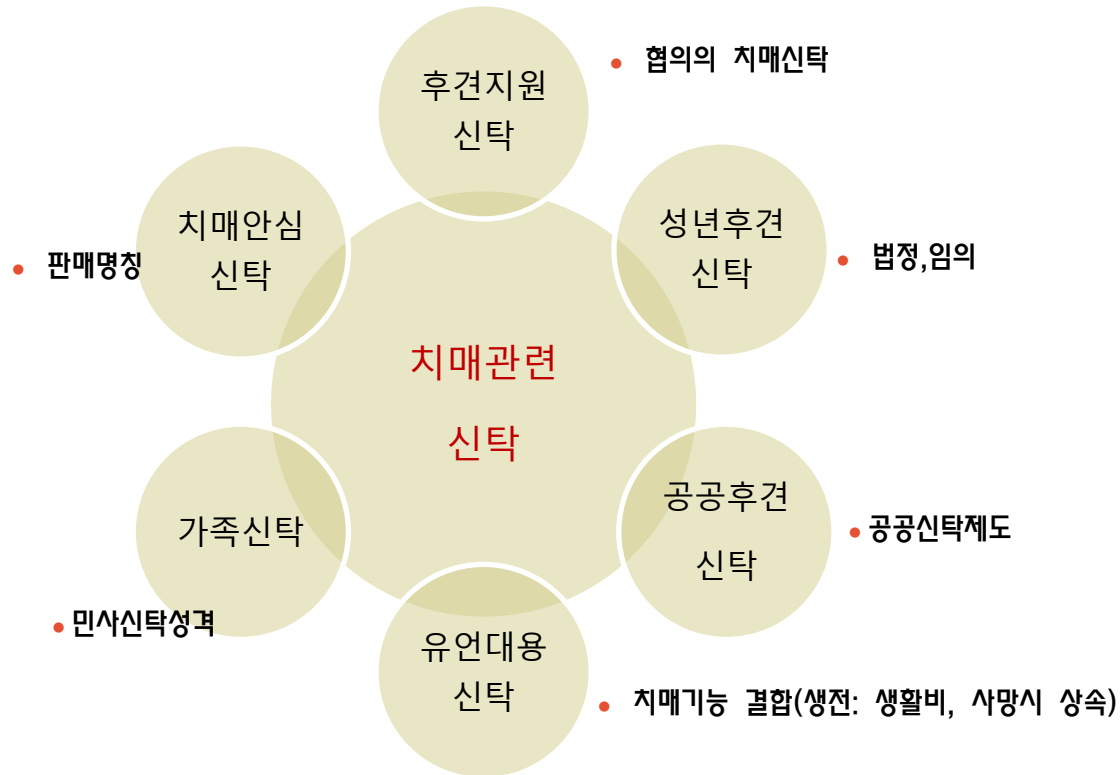 후견지원
신탁
협의의 치매신탁
성년후견
신탁
법정,임의
치매안심
신탁
판매명칭
치매관련
신탁
공공후견
신탁
공공신탁제도
가족신탁
민사신탁성격
유언대용
신탁
치매기능 결합(생전: 생활비, 사망시 상속)